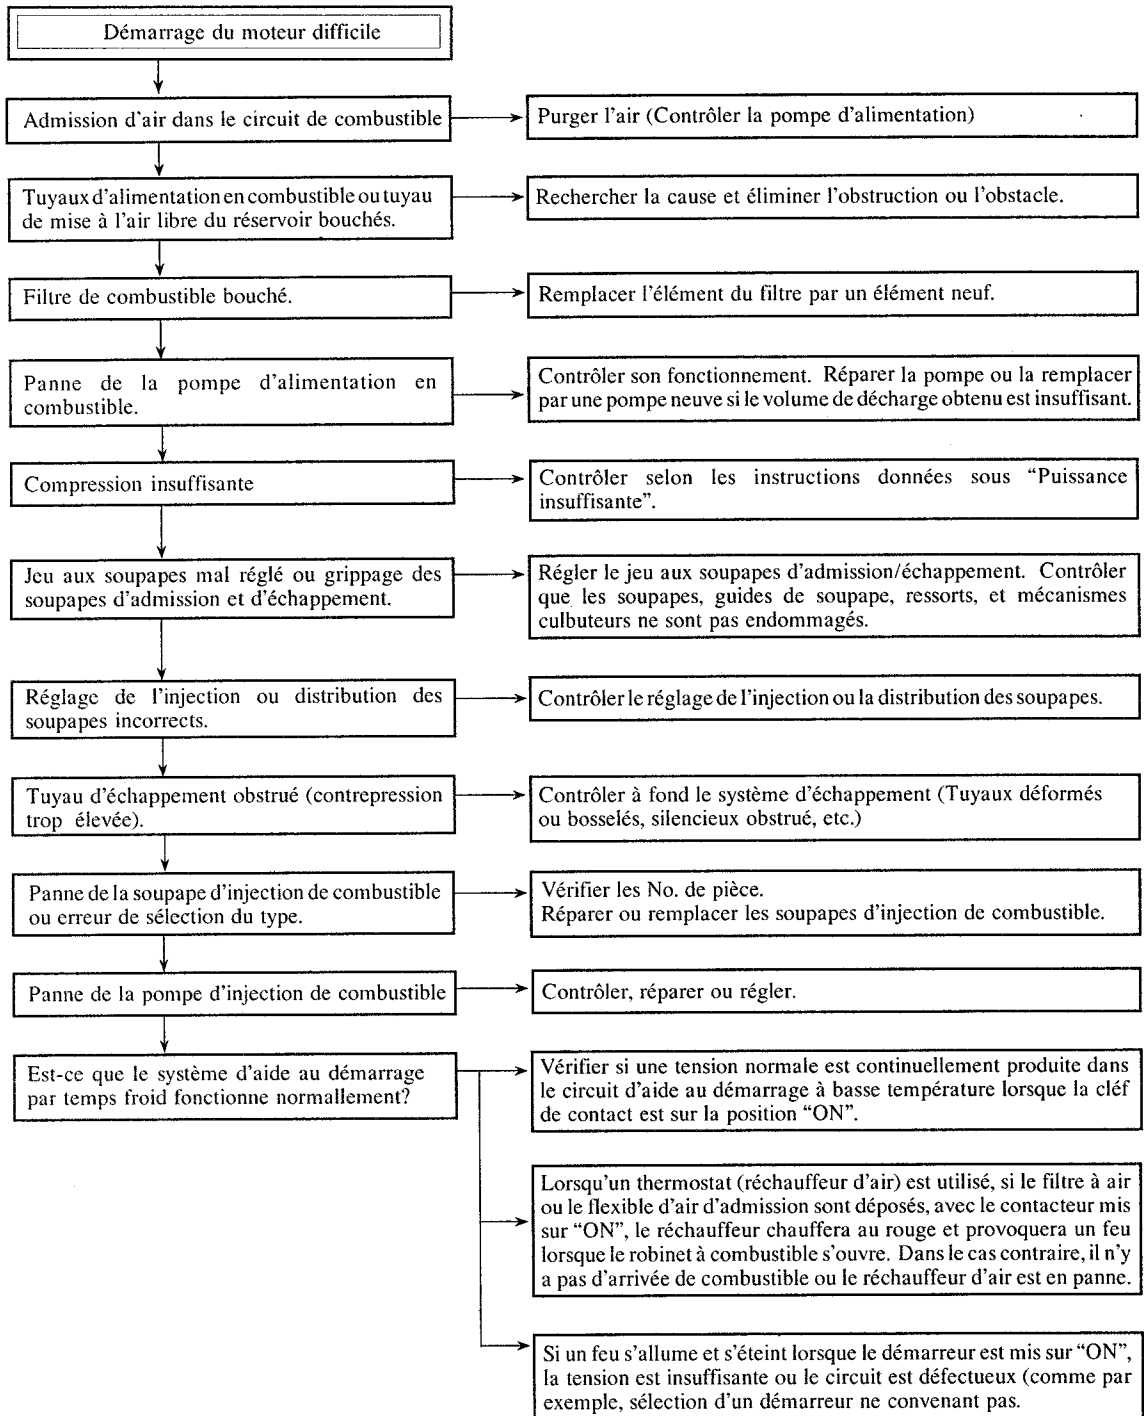 Démarrage du moteur difficile
Admission d'air dans le circuit de combustible
Purger l'air (Contrôler la pompe d'alimentation)
Tuyaux d'alimentation en combustible ou tuyau
de mise à l'air libre du réservoir bouchés.
Rechercher la cause et éliminer l'obstruction ou l'obstacle.
Filtre de combustible bouché.
Remplacer l'élément du filtre par un élément neuf.
Panne de la pompe d'alimentation en
combustible.
Contrôler son fonctionnement. Réparer la pompe ou la remplacer
par une pompe neuve si le volume de décharge obtenu est insuffisant.
Compression insuffisante
Contrôler selon les instructions données sous “Puissance
insuffisante”.
Jeu aux soupapes mal réglé ou grippage des
soupapes d'admission et d'échappement.
Régler le jeu aux soupapes d'admission/échappement. Contrôler
que les soupapes, guides de soupape, ressorts, et mécanismes
culbuteurs ne sont pas endommagés.
Réglage de l'injection ou distribution des
soupapes incorrects.
Contrôler le réglage de l'injection ou la distribution des soupapes.
Tuyau d'échappement obstrué (contrepression
trop élevée).
Contrôler à fond le système d'échappement (Tuyaux déformés
ou bosselés, silencieux obstrué, etc.)
Panne de la soupape d'injection de combustible
ou erreur de sélection du type.
Vérifier les No. de pièce.
Réparer ou remplacer les soupapes d'injection de combustible.
Panne de la pompe d'injection de combustible
Contrôler, réparer ou régler.
Est-ce que le système d'aide au démarrage
par temps froid fonctionne normallement?
Vérifier si une tension normale est continuellement produite dans
le circuit d'aide au démarrage à basse température lorsque la cléf
de contact est sur la position “ON”.
Lorsqu'un thermostat (réchauffeur d'air) est utilisé, si le filtre à air
ou le flexible d'air d'admission sont déposés, avec le contacteur mis
sur “ON”, le réchauffeur chauffera au rouge et provoquera un feu
lorsque le robinet à combustible s'ouvre. Dans le cas contraire, il n'y
a pas d'arrivée de combustible ou le réchauffeur d'air est en panne.
Si un feu s'allume et s'éteint lorsque le démarreur est mis sur “ON”,
la tension est insuffisante ou le circuit est défectueux (comme par
exemple, sélection d'un démarreur ne convenant pas.